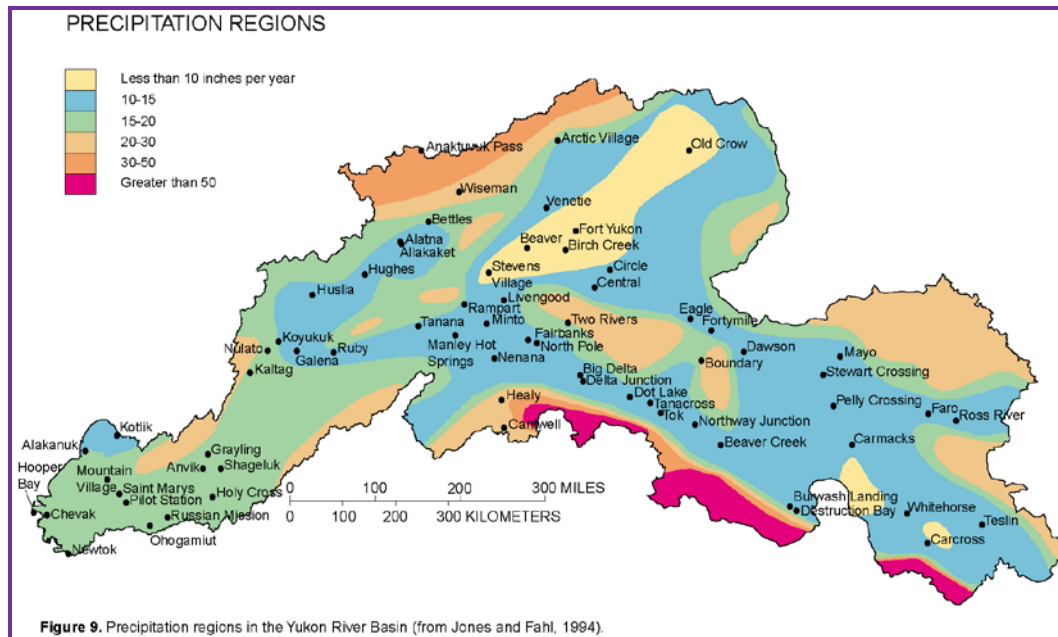 PRECIPITATION REGIONS
Less than 10 inches per year
10-15
15-20
20-30
30-50
Greater than 50
Anaktuvuk Pass
Arctic Village
Old Crow
Wiseman
Venetie
Bettles
Fort Yukon
Alatna
Beaver
Allakaket
Birch Creek
Hughes
Stevens
Village
Circle
Central
Huslia
Livengood
Rampart
Eagle
Tanana
Minto
Two Rivers
Fortymile
Koyukuk
Fairbanks
Nulato
Ruby
Manley Hot
Springs
North Pole
Dawson
Galena
Nenana
Boundary
Mayo
Kaltag
Big Delta
Stewart Crossing
Delta Junction
Healy
Dot Lake
Tanacross
Pelly Crossing
Faro
Tok
Ross River
Kotlik
Cantwell
Northway Junction
Alakanuk
Beaver Creek
Carmacks
Grayling
Hooper
Bay
Mountain
Village
Anvik
Shageluk
Saint Marys
Pilot Station
Holy Cross
0 100 200 300 MILES
0 100 200 300 KILOMETERS
Burwash Landing
Destruction Bay
Whitehorse
Chevak
Russian Mission
Teslin
Ohogamiut
Carcross
Newtok
Figure 9. Precipitation regions in the Yukon River Basin (from Jones and Fahl, 1994).